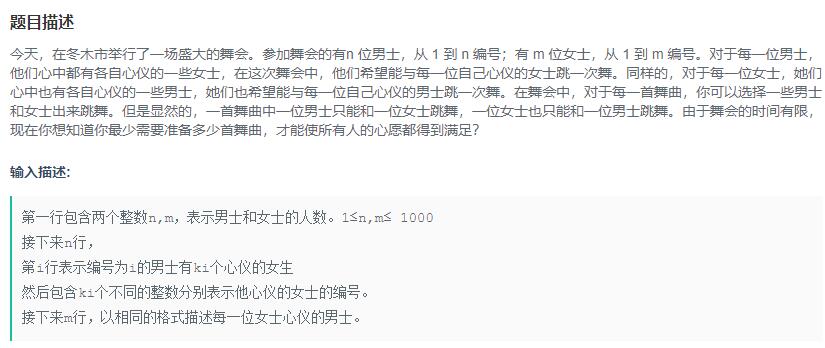 题目描述
今天，在冬木市举行了一场盛大的舞会。参加舞会的有n 位男士，从 1 到 n 编号；有 m 位女士，从 1 到 m 编号。对于每一位男士，
他们心中都有各自心仪的一些女士，在这次舞会中，他们希望能与每一位自己心仪的女士跳一次舞。同样的，对于每一位女士，她们
心中也有各自心仪的一些男士，她们也希望能与每一位自己心仪的男士跳一次舞。在舞会中，对于每一首舞曲，你可以选择一些男士
和女士出来跳舞。但是显然的，一首舞曲中一位男士只能和一位女士跳舞，一位女士也只能和一位男士跳舞。由于舞会的时间有限，
现在你想知道你最少需要准备多少首舞曲，才能使所有人的心愿都得到满足？
输入描述:
第一行包含两个整数n,m，表示男士和女士的人数。1≤n,m≤ 1000
接下来n行，
第i行表示编号为i的男士有ki个心仪的女生
然后包含ki个不同的整数分别表示他心仪的女士的编号。
接下来m行，以相同的格式描述每一位女士心仪的男士。